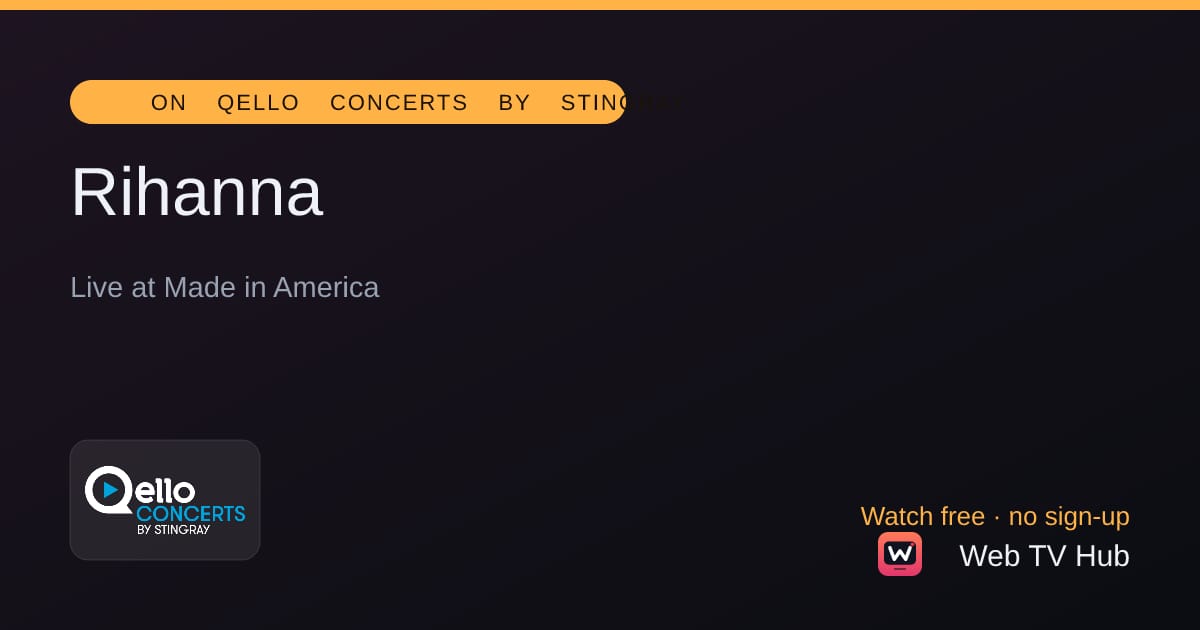 ON QELLO CONCERTS BY STINGRAY
Rihanna
Live at Made in America
Qello
CONCERTS
BY STINGRAY
Watch free · no sign-up
W Web TV Hub